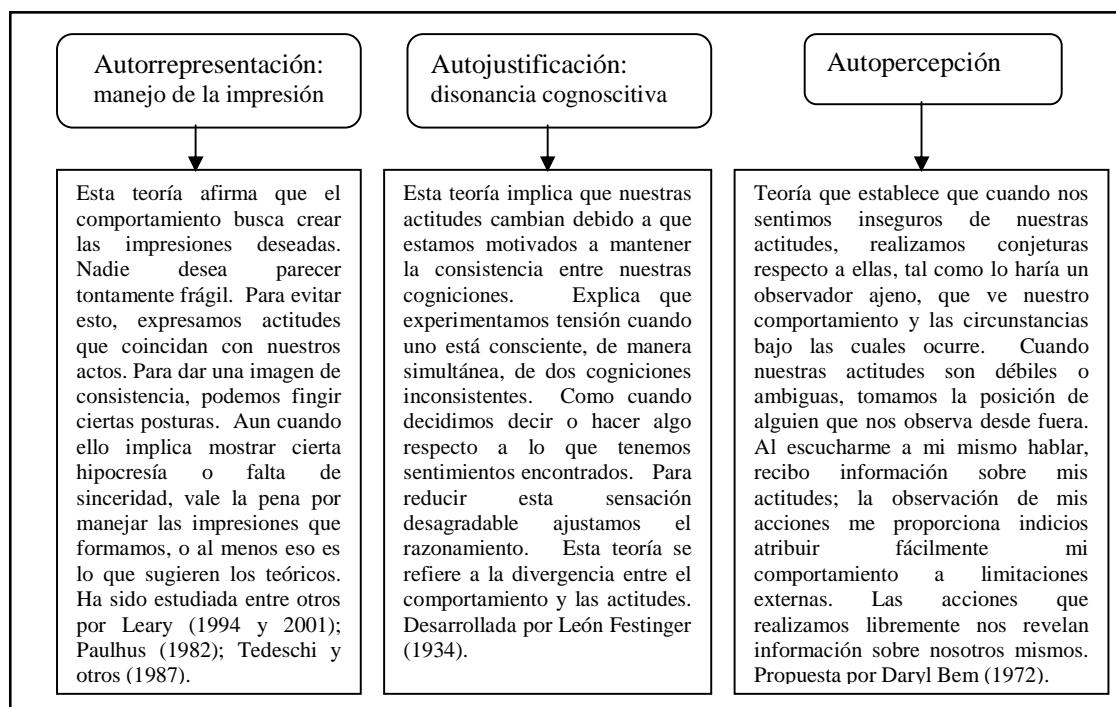 Autorrepresentación:
manejo de la impresión
Esta teoría afirma que el
comportamiento busca crear
las impresiones deseadas.
Nadie desea parecer
tontamente frágil. Para evitar
esto, expresamos actitudes
que coincidan con nuestros
actos. Para dar una imagen de
consistencia, podemos fingir
ciertas posturas. Aun cuando
ello implica mostrar cierta
hipocresía o falta de
sinceridad, vale la pena por
manejar las impresiones que
formamos, o al menos eso es
lo que sugieren los teóricos.
Ha sido estudiada entre otros
por Leary (1994 y 2001);
Paulhus (1982); Tedeschi y
otros (1987).
Autojustificación:
disonancia cognoscitiva
Esta teoría implica que nuestras
actitudes cambian debido a que
estamos motivados a mantener
la consistencia entre nuestras
cogniciones. Explica que
experimentamos tensión cuando
uno está consciente, de manera
simultánea, de dos cogniciones
inconsistentes. Como cuando
decidimos decir o hacer algo
respecto a lo que tenemos
sentimientos encontrados. Para
reducir esta sensación
desagradable ajustamos el
razonamiento. Esta teoría se
refiere a la divergencia entre el
comportamiento y las actitudes.
Desarrollada por León Festinger
(1934).
Autopercepción
Teoría que establece que cuando nos
sentimos inseguros de nuestras
actitudes, realizamos conjeturas
respecto a ellas, tal como lo haría un
observador ajeno, que ve nuestro
comportamiento y las circunstancias
bajo las cuales ocurre. Cuando
nuestras actitudes son débiles o
ambiguas, tomamos la posición de
alguien que nos observa desde fuera.
Al escucharme a mi mismo hablar,
recibo información sobre mis
actitudes; la observación de mis
acciones me proporciona indicios
atribuir fácilmente mi
comportamiento a limitaciones
externas. Las acciones que
realizamos libremente nos revelan
información sobre nosotros mismos.
Propuesta por Daryl Bem (1972).